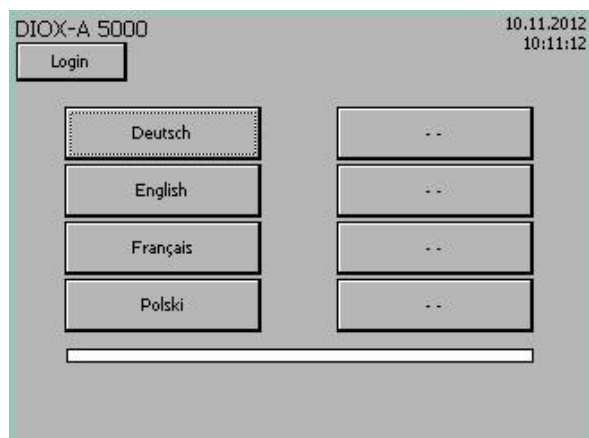 DIOX-A 5000
10.11.2012
10:11:12
Login
Deutsch
- -
English
- -
Français
- -
Polski
- -